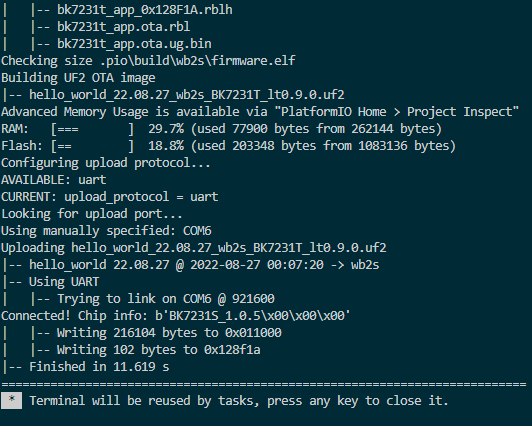 |   |-- bk7231t_app_0x128F1A.rblh
|   |-- bk7231t_app.ota.rbl
|   |-- bk7231t_app.ota.ug.bin
Checking size .pio\build\wb2s\firmware.elf
Building UF2 OTA image
|-- hello_world_22.08.27_wb2s_BK7231T_lt0.9.0.uf2
Advanced Memory Usage is available via "PlatformIO Home > Project Inspect"
RAM:   [===       ]  29.7% (used 77900 bytes from 262144 bytes)
Flash: [==        ]  18.8% (used 203348 bytes from 1083136 bytes)
Configuring upload protocol...
AVAILABLE: uart
CURRENT: upload_protocol = uart
Looking for upload port...
Using manually specified: COM6
Uploading hello_world_22.08.27_wb2s_BK7231T_lt0.9.0.uf2
|-- hello_world 22.08.27 @ 2022-08-27 00:07:20 -> wb2s
|-- Using UART
|   |-- Trying to link on COM6 @ 921600
Connected! Chip info: b'BK7231S_1.0.5\x00\x00\x00'
|   |-- Writing 216104 bytes to 0x011000
|   |-- Writing 102 bytes to 0x128f1a
|-- Finished in 11.619 s
===========================================================================
* Terminal will be reused by tasks, press any key to close it.